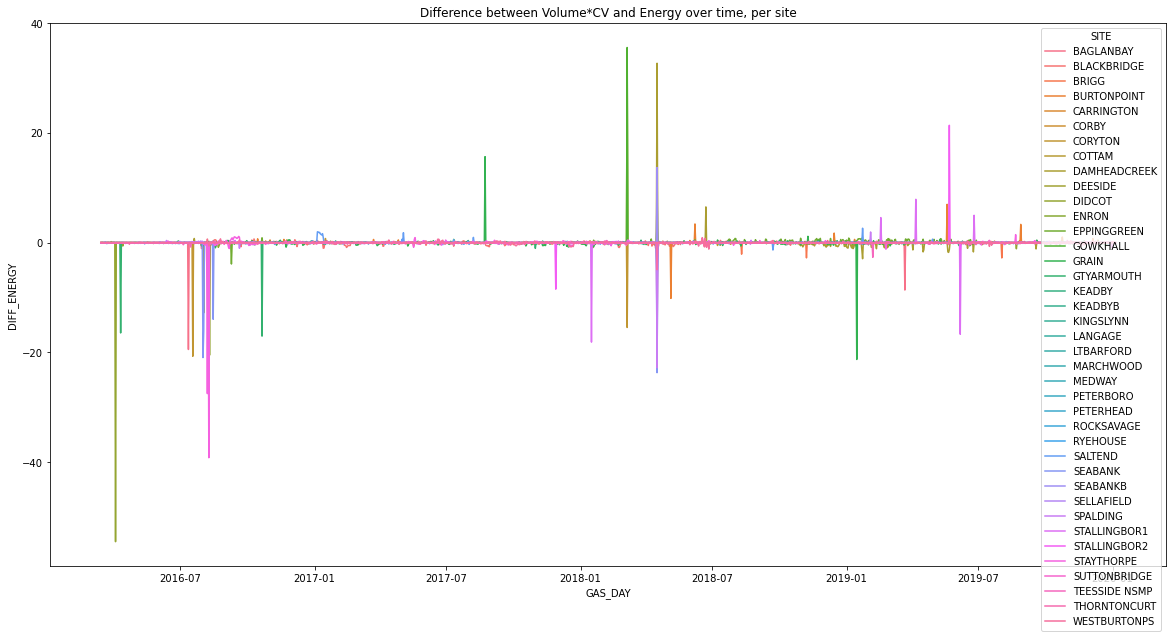 Difference between Volume*CV and Energy over time, per site
40
20
0
−20
−40
DIFF_ENERGY
2016-07
2017-01
2017-07
2018-01
2018-07
2019-01
2019-07
GAS_DAY
SITE
BAGLANBAY
BLACKBRIDGE
BRIGG
BURTONPOINT
CARRINGTON
CORBY
CORYTON
COTTAM
DAMHEADCREEK
DEESIDE
DIDCOT
ENRON
EPPINGGREEN
GOWKHALL
GRAIN
GTYARMOUTH
KEADBY
KEADBYB
KINGSLYNN
LANGAGE
LTBARFORD
MARCHWOOD
MEDWAY
PETERBORO
PETERHEAD
ROCKSAVAGE
RYEHOUSE
SALTEND
SEABANK
SEABANKB
SELLAFIELD
SPALDING
STALLINGBOR1
STALLINGBOR2
STAYTHORPE
SUTTONBRIDGE
TEESSIDE NSMP
THORNTONCURT
WESTBURTONPS